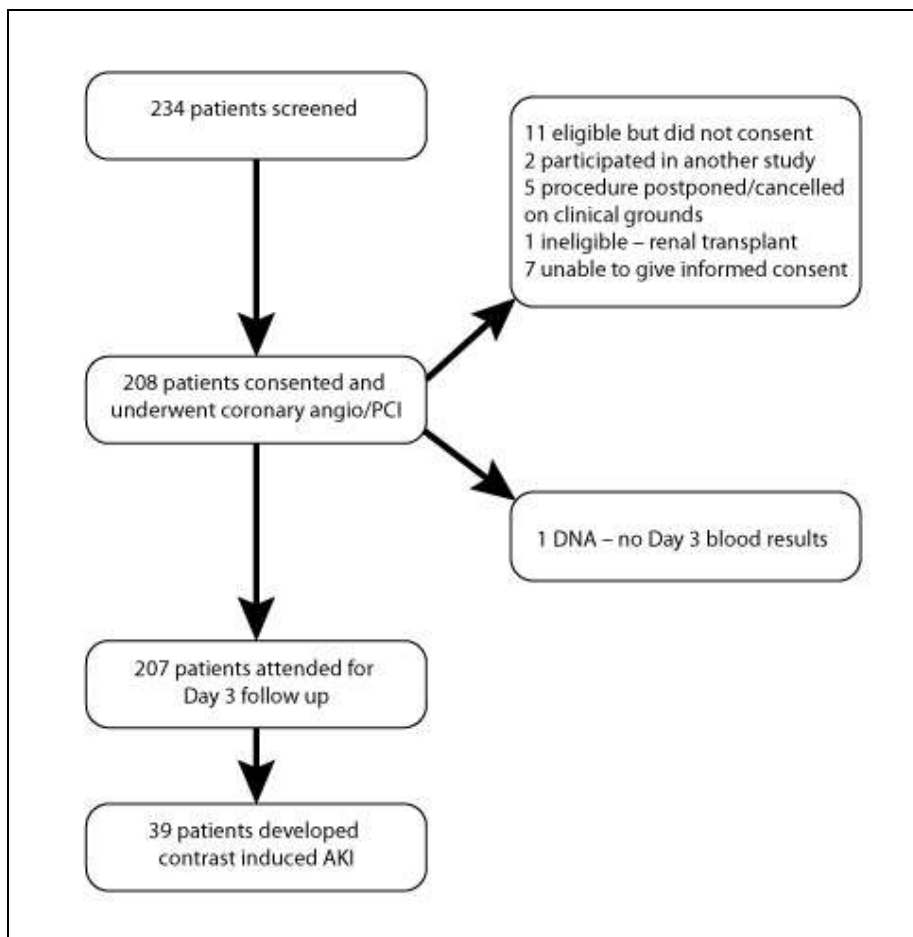 234 patients screened
11 eligible but did not consent
2 participated in another study
5 procedure postponed/cancelled
on clinical grounds
1 ineligible – renal transplant
7 unable to give informed consent
208 patients consented and
underwent coronary angio/PCI
1 DNA – no Day 3 blood results
207 patients attended for
Day 3 follow up
39 patients developed
contrast induced AKI